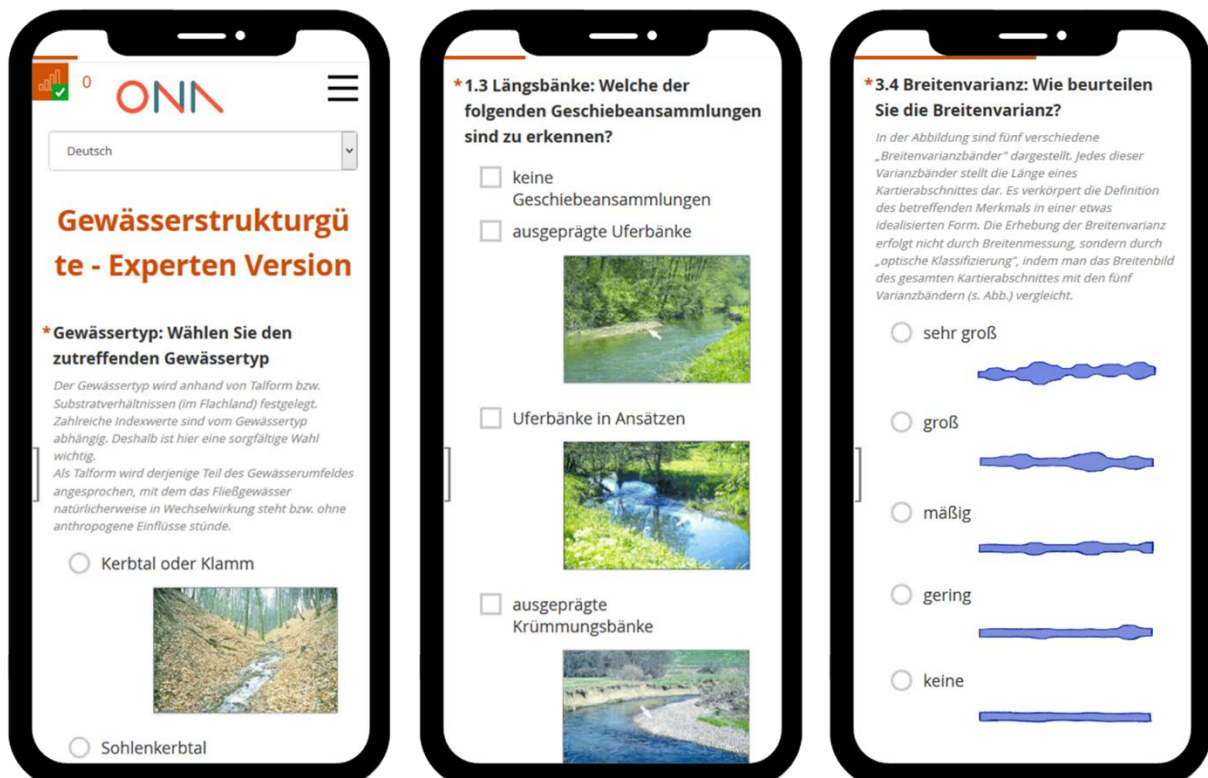 0
ONA
Deutsch
Gewässerstrukturgü
te - Experten Version
*Gewässertyp: Wählen Sie den
zutreffenden Gewässertyp
Der Gewässertyp wird anhand von Talform bzw.
Substratverhältnissen (im Flachland) festgelegt.
Zahlreiche Indexwerte sind vom Gewässertyp
abhängig. Deshalb ist hier eine sorgfältige Wahl
wichtig.
Als Talform wird derjenige Teil des Gewässerumfeldes
angesprochen, mit dem das Fließgewässer
natürlicherweise in Wechselwirkung steht bzw. ohne
anthropogene Einflüsse stünde.
Kerbtal oder Klamm
Sohlenkerbtal
*1.3 Längsbänke: Welche der
folgenden Geschiebeansammlungen
sind zu erkennen?
keine
Geschiebeansammlungen
ausgeprägte Uferbänke
Uferbänke in Ansätzen
ausgeprägte
Krümmungsbänke
*3.4 Breitenvarianz: Wie beurteilen
Sie die Breitenvarianz?
In der Abbildung sind fünf verschiedene
„Breitenvarianzbänder" dargestellt. Jedes dieser
Varianzbänder stellt die Länge eines
Kartierabschnittes dar. Es verkörpert die Definition
des betreffenden Merkmals in einer etwas
idealisierten Form. Die Erhebung der Breitenvarianz
erfolgt nicht durch Breitenmessung, sondern durch
„optische Klassifizierung", indem man das Breitenbild
des gesamten Kartierabschnittes mit den fünf
Varianzbändern (s. Abb.) vergleicht.
sehr groß
groß
mäßig
gering
keine